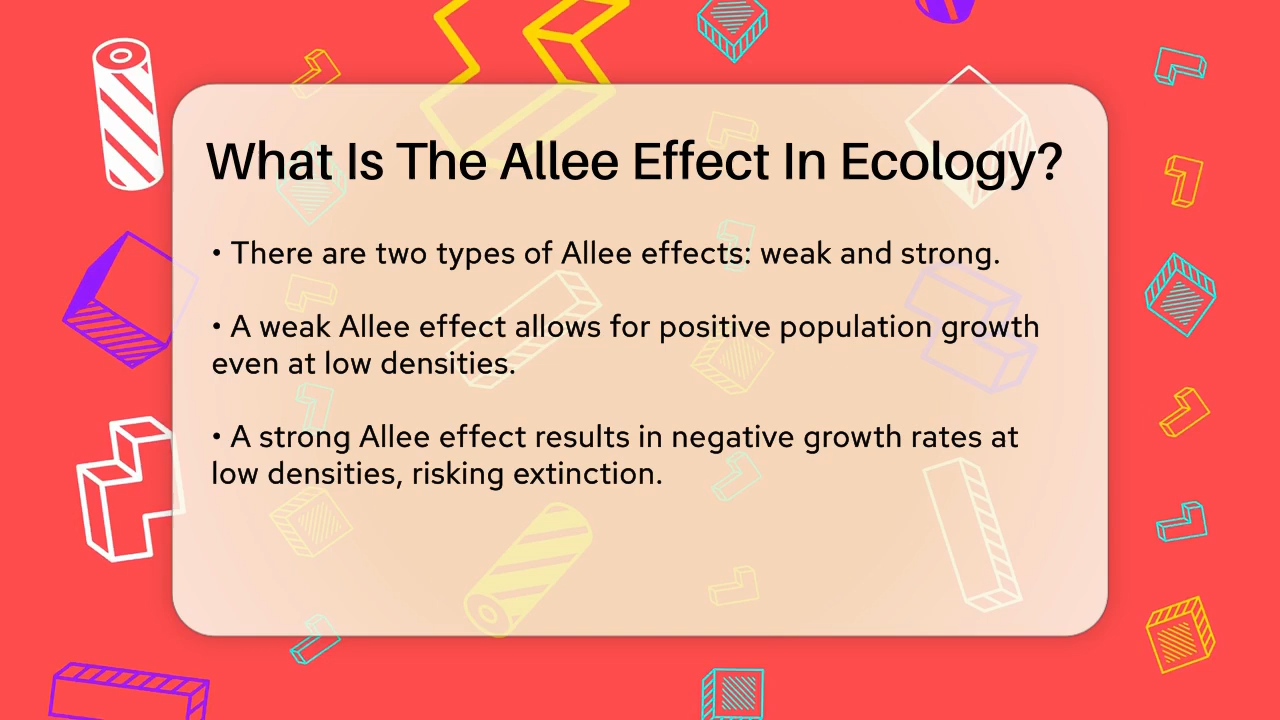 What Is The Allee Effect In Ecology?
• There are two types of Allee effects: weak and strong.
• A weak Allee effect allows for positive population growth
even at low densities.
• A strong Allee effect results in negative growth rates at
low densities, risking extinction.